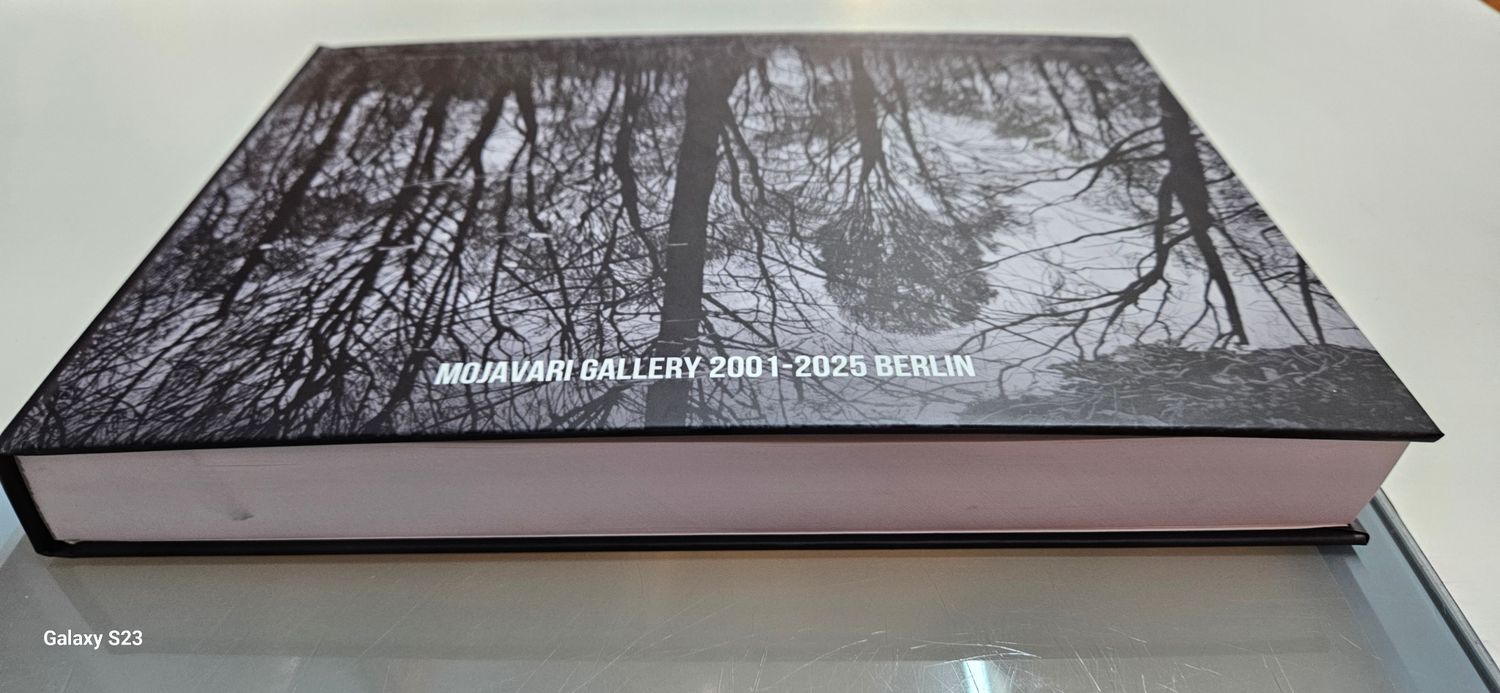 MOJAVARI GALLERY 2001-2025 BERLIN
Galaxy S23